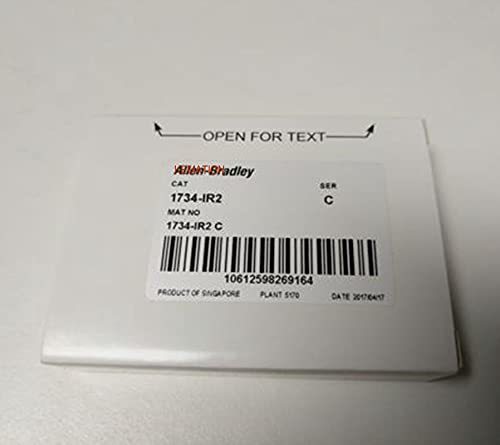 OPEN FOR TEXT
Allen-Bradley
CAT SER
1734-IR2 C
MAT NO
1734-IR2 C
10612598269164
PRODUCT OF SINGAPORE PLANT 5170 DATE 2017/04/17